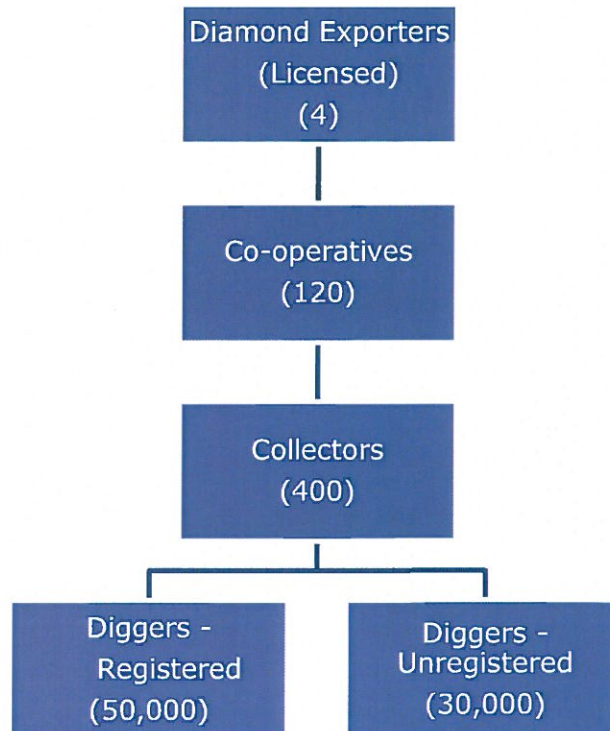 Diamond Exporters
(Licensed)
(4)
Co-operatives
(120)
Collectors
(400)
Diggers -
Registered
(50,000)
Diggers -
Unregistered
(30,000)